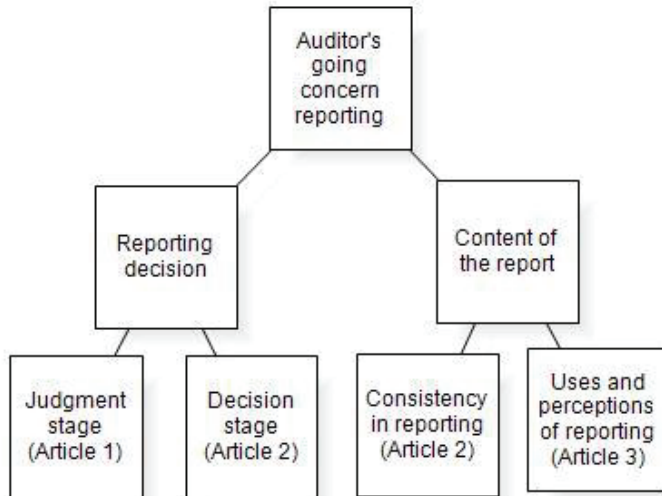 Auditor's
going
concern
reporting
Reporting
decision
Content of
the report
Judgment
stage
(Article 1)
Decision
stage
(Article 2)
Consistency
in reporting
(Article 2)
Uses and
perceptions
of reporting
(Article 3)